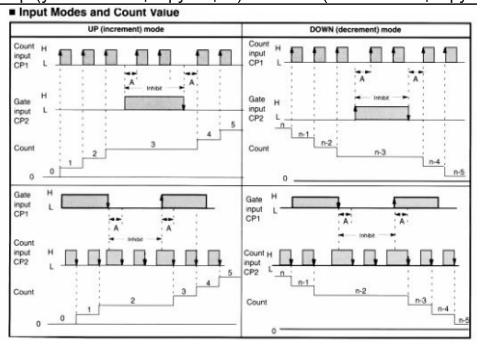 ■ Input Modes and Count Value
UP (increment) mode
DOWN (decrement) mode
Count
input
CP1
H
L
A
A
Inhibit
Gate
input
CP2
H
L
Count
0
1
2
3
4
5
Count
input
CP1
H
L
A
A
Inhibit
Gate
input
CP2
H
L
Count
n
n-1
n-2
n-3
n-4
n-5
0
Gate
input
CP1
H
L
A
A
Inhibit
Count
input
CP2
H
L
Count
0
0
1
2
3
4
5
Gate
input
CP1
H
L
A
A
Inhibit
Count
input
CP2
H
L
Count
n
n-1
n-2
n-3
n-4
n-5
0